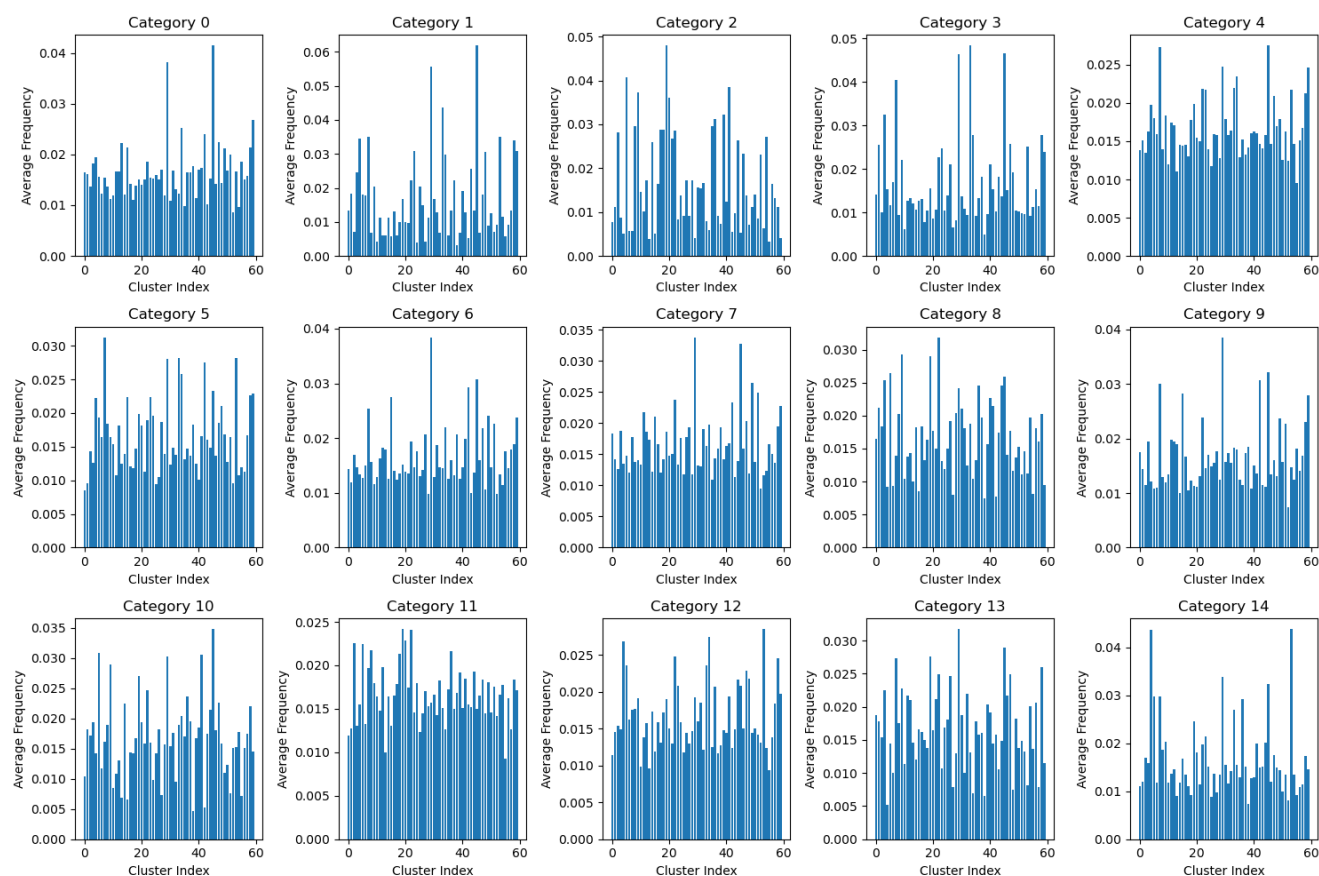 Category 0
Category 1
Category 2
Category 3
Category 4
Average Frequency
0.04
0.03
0.02
0.01
0.00
0 20 40 60
Cluster Index
Average Frequency
0.06
0.05
0.04
0.03
0.02
0.01
0.00
0 20 40 60
Cluster Index
Average Frequency
0.05
0.04
0.03
0.02
0.01
0.00
0 20 40 60
Cluster Index
Average Frequency
0.05
0.04
0.03
0.02
0.01
0.00
0 20 40 60
Cluster Index
Average Frequency
0.025
0.020
0.015
0.010
0.005
0.000
0 20 40 60
Cluster Index
Category 5
Category 6
Category 7
Category 8
Category 9
Average Frequency
0.030
0.025
0.020
0.015
0.010
0.005
0.000
0 20 40 60
Cluster Index
Average Frequency
0.04
0.03
0.02
0.01
0.00
0 20 40 60
Cluster Index
Average Frequency
0.035
0.030
0.025
0.020
0.015
0.010
0.005
0.000
0 20 40 60
Cluster Index
Average Frequency
0.030
0.025
0.020
0.015
0.010
0.005
0.000
0 20 40 60
Cluster Index
Average Frequency
0.04
0.03
0.02
0.01
0.00
0 20 40 60
Cluster Index
Category 10
Category 11
Category 12
Category 13
Category 14
Average Frequency
0.035
0.030
0.025
0.020
0.015
0.010
0.005
0.000
0 20 40 60
Cluster Index
Average Frequency
0.025
0.020
0.015
0.010
0.005
0.000
0 20 40 60
Cluster Index
Average Frequency
0.025
0.020
0.015
0.010
0.005
0.000
0 20 40 60
Cluster Index
Average Frequency
0.030
0.025
0.020
0.015
0.010
0.005
0.000
0 20 40 60
Cluster Index
Average Frequency
0.04
0.03
0.02
0.01
0.00
0 20 40 60
Cluster Index